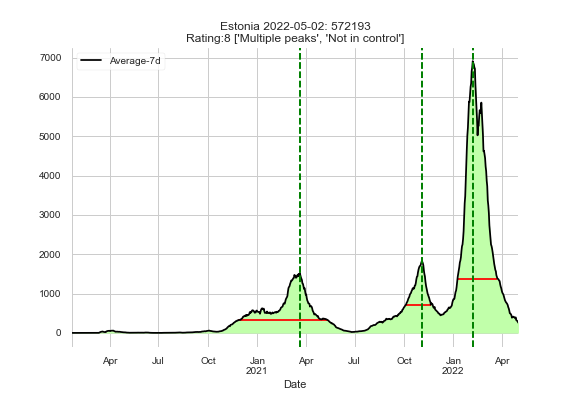 Estonia 2022-05-02: 572193
Rating:8 ['Multiple peaks', 'Not in control']
Average-7d
7000
6000
5000
4000
3000
2000
1000
0
Apr Jul Oct Jan Apr Jul Oct Jan Apr
2021 2022
Date